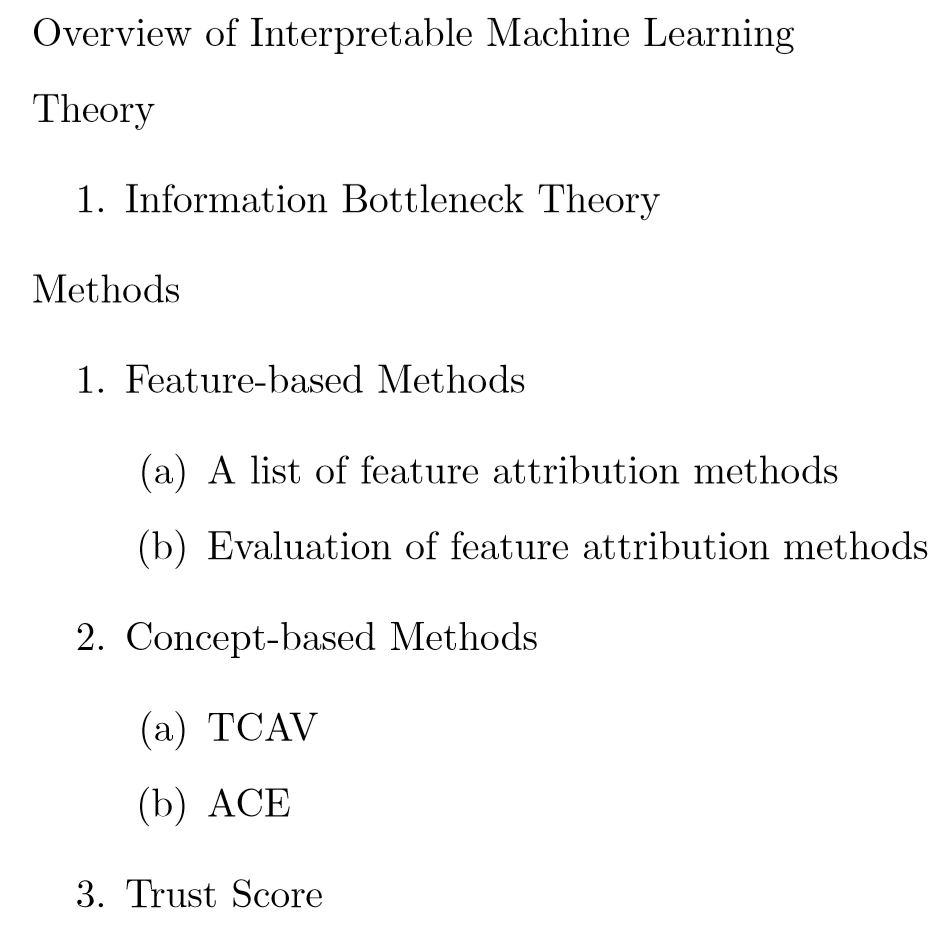 Overview of Interpretable Machine Learning
Theory
1. Information Bottleneck Theory
Methods
1. Feature-based Methods
(a) A list of feature attribution methods
(b) Evaluation of feature attribution methods
2. Concept-based Methods
(a) TCAV
(b) ACE
3. Trust Score